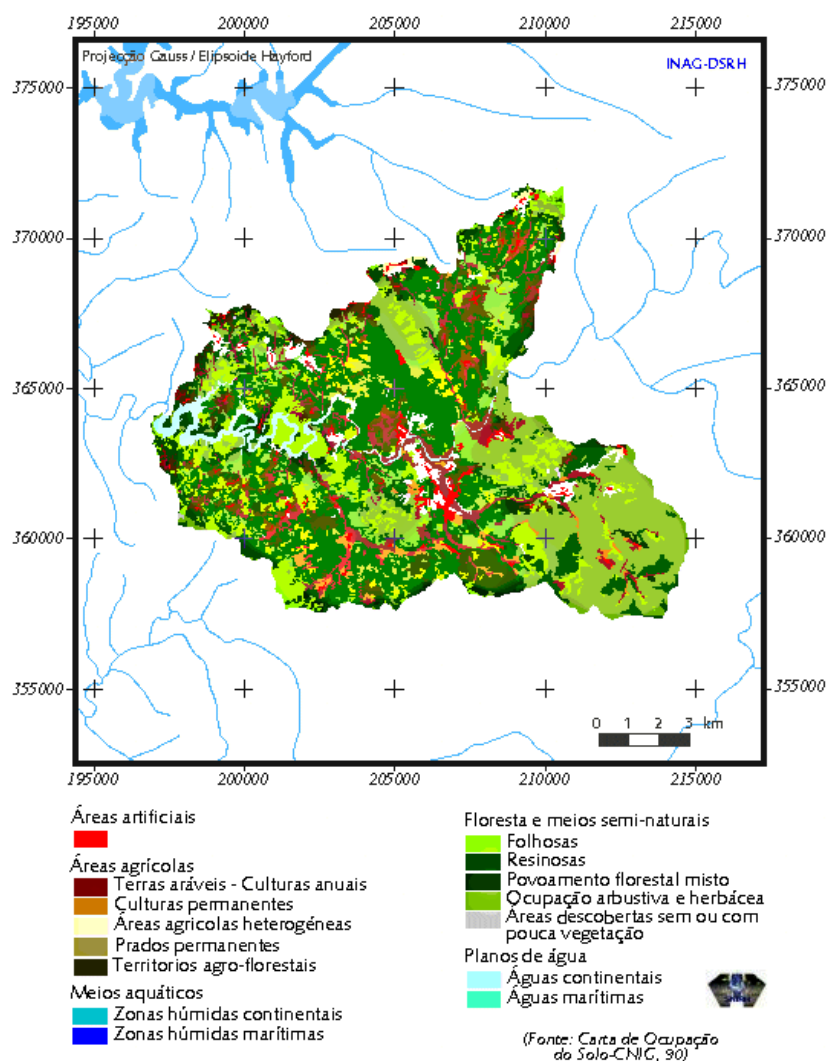 195000 200000 205000 210000 215000
Projecção Gauss / Elipsoide Hayford
INAG-DSRH
375000 375000
370000 370000
365000 365000
360000 360000
355000 355000
0 1 2 3 km
195000 200000 205000 210000 215000
Áreas artificiais
Áreas agrícolas
Terras aráveis - Culturas anuais
Culturas permanentes
Áreas agricolas heterogéneas
Prados permanentes
Territorios agro-florestais
Meios aquáticos
Zonas húmidas continentais
Zonas húmidas marítimas
Floresta e meios semi-naturais
Folhosas
Resinosas
Povoamento florestal misto
Ocupação arbustiva e herbácea
Áreas descobertas sem ou com
pouca vegetação
Planos de água
Águas continentais
Águas marítimas
(Fonte: Carta de Ocupação
do Solo-CNIG, 90)